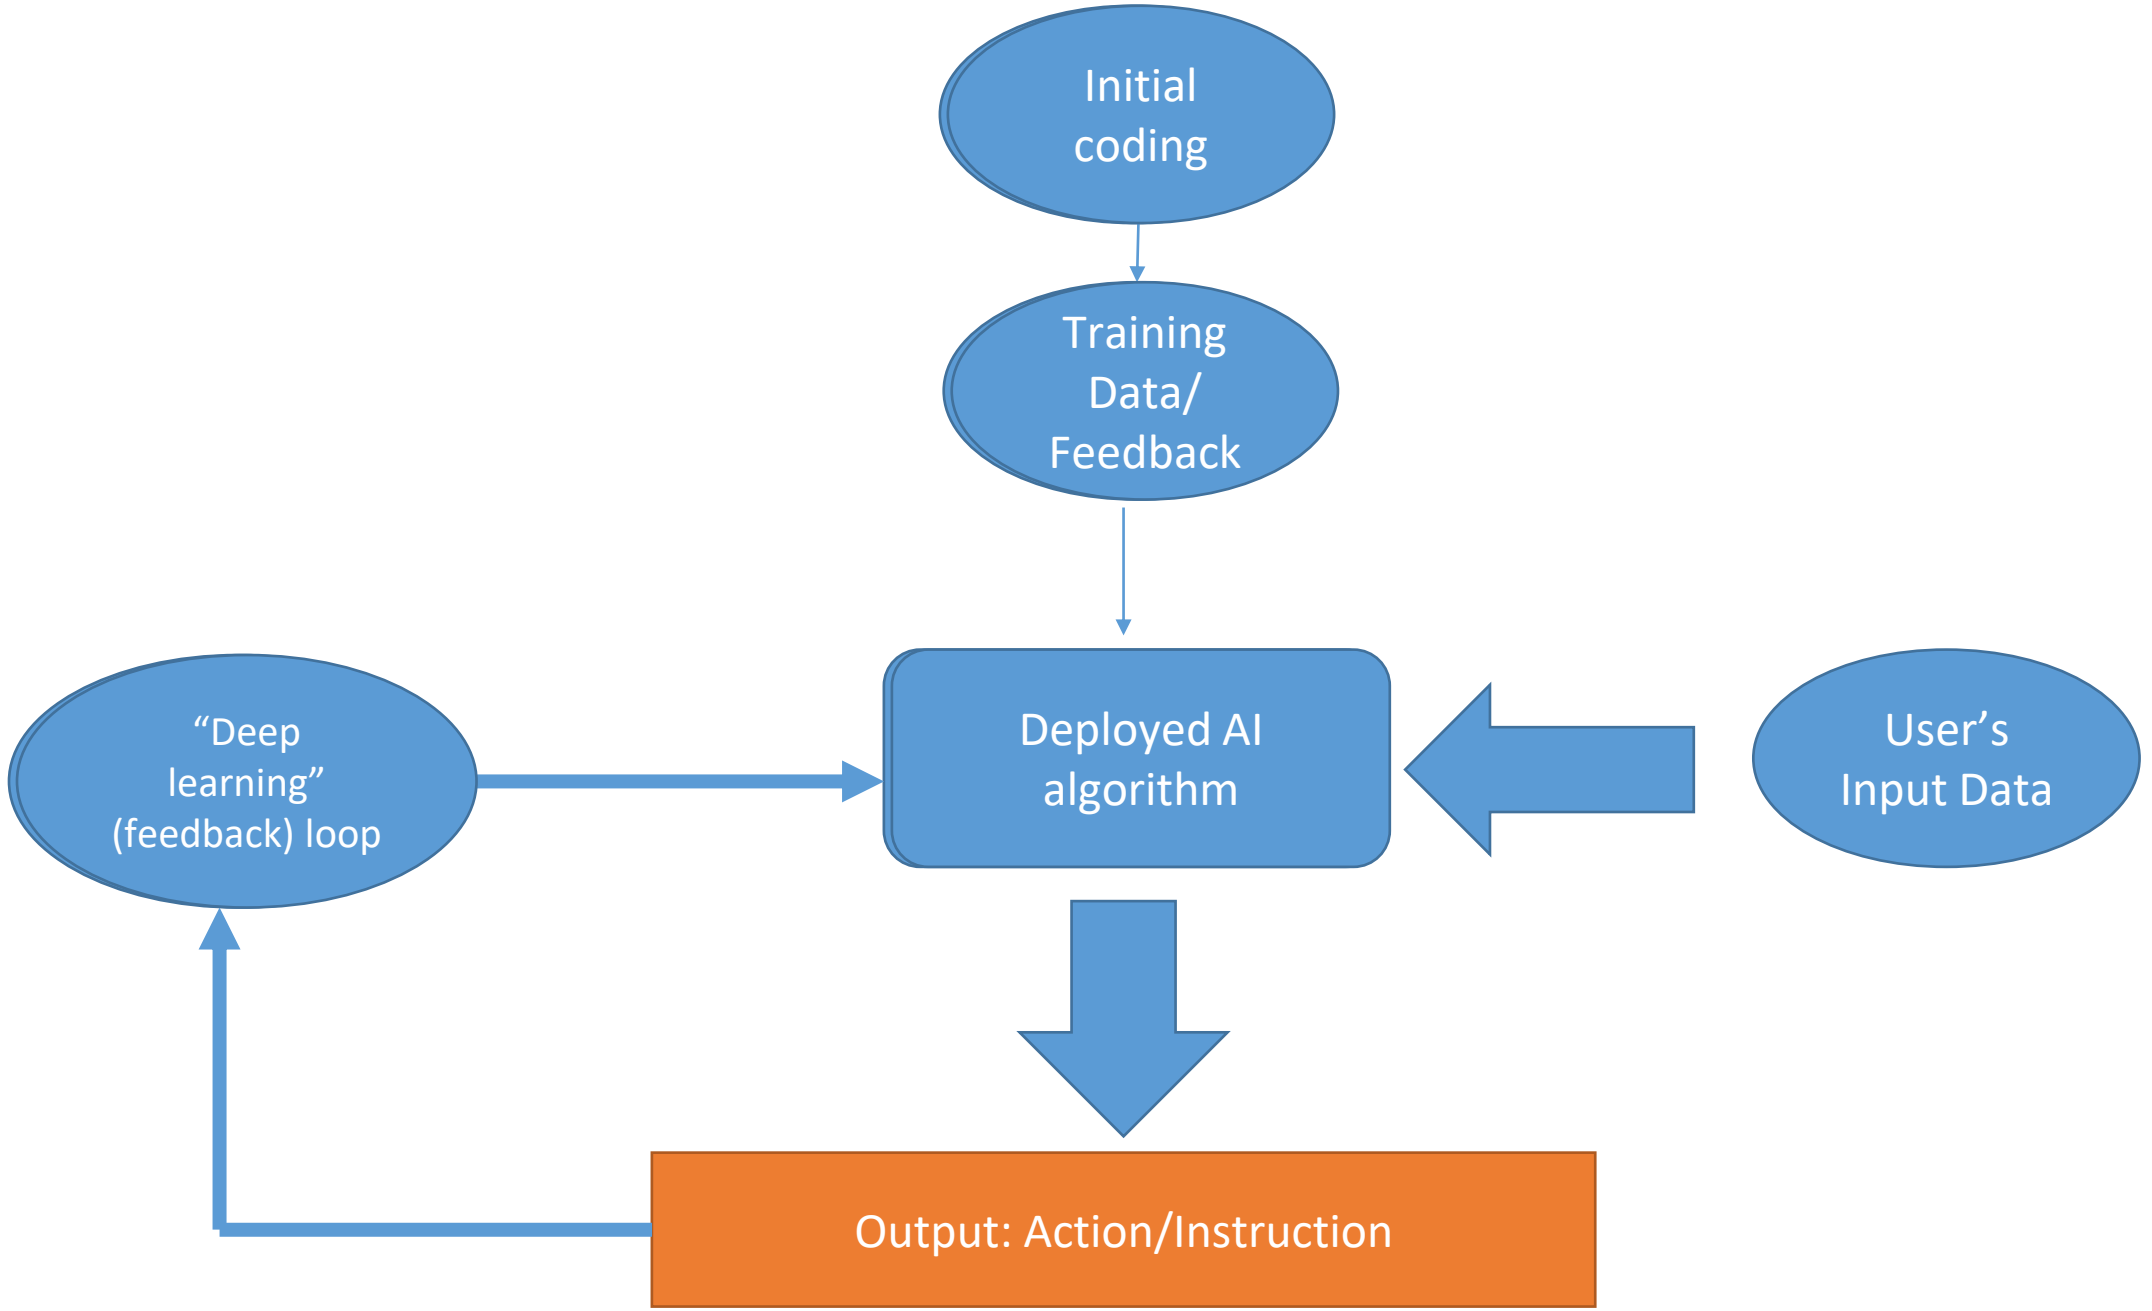 Initial
coding
Training
Data/
Feedback
“Deep
learning”
(feedback) loop
Deployed AI
algorithm
User’s
Input Data
Output: Action/Instruction